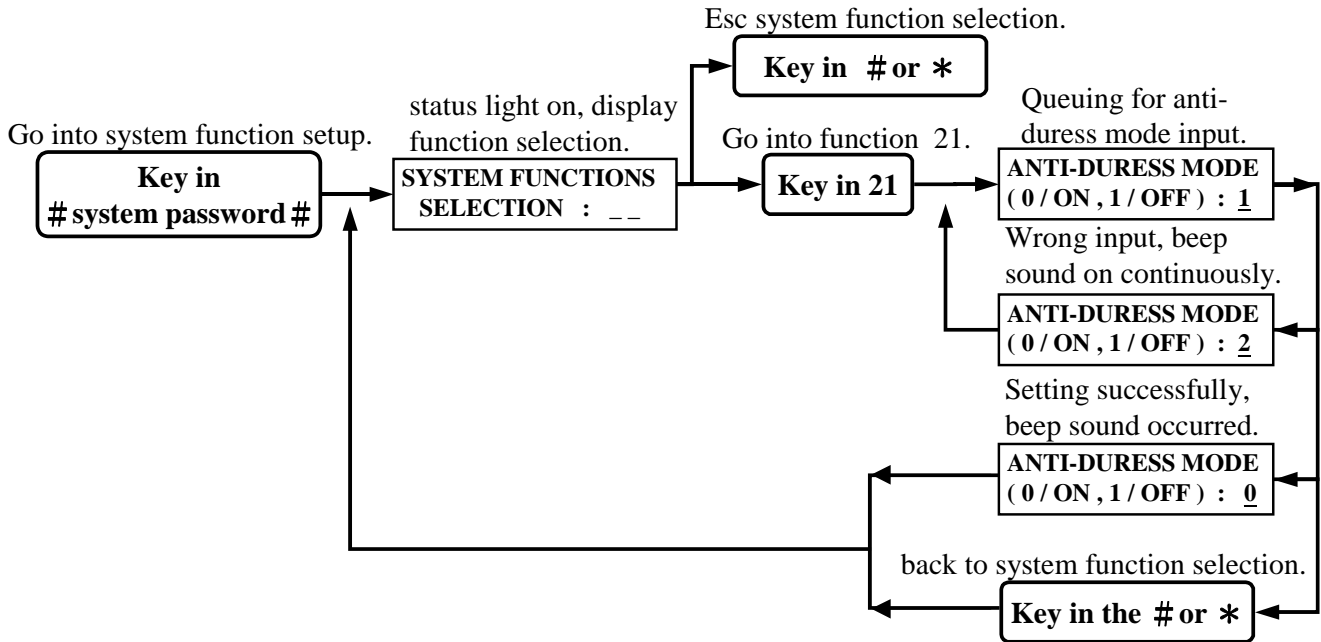 Esc system function selection.
Key in # or *
Go into system function setup.
Key in
# system password #
status light on, display
function selection.
SYSTEM FUNCTIONS
SELECTION : _ _
Go into function 21.
Key in 21
Queuing for anti-
duress mode input.
ANTI-DURESS MODE
( 0 / ON , 1 / OFF ) : 1
Wrong input, beep
sound on continuously.
ANTI-DURESS MODE
( 0 / ON , 1 / OFF ) : 2
Setting successfully,
beep sound occurred.
ANTI-DURESS MODE
( 0 / ON , 1 / OFF ) : 0
back to system function selection.
Key in the # or *